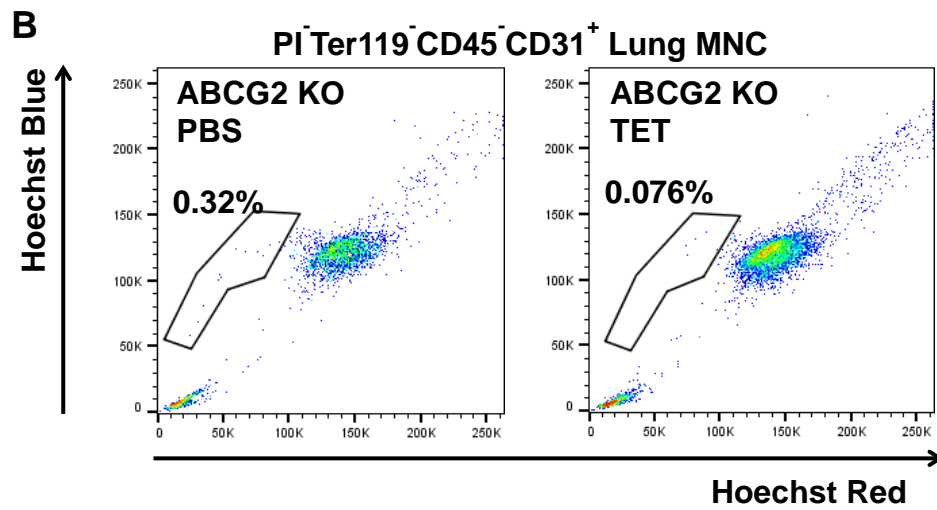 B
PI⁻Ter119⁻CD45⁻CD31⁺ Lung MNC
Hoechst Blue
250K
200K
150K
100K
50K
0
ABCG2 KO
PBS
0.32%
0
50K
100K
150K
200K
250K
250K
200K
150K
100K
50K
0
ABCG2 KO
TET
0.076%
0
50K
100K
150K
200K
250K
Hoechst Red